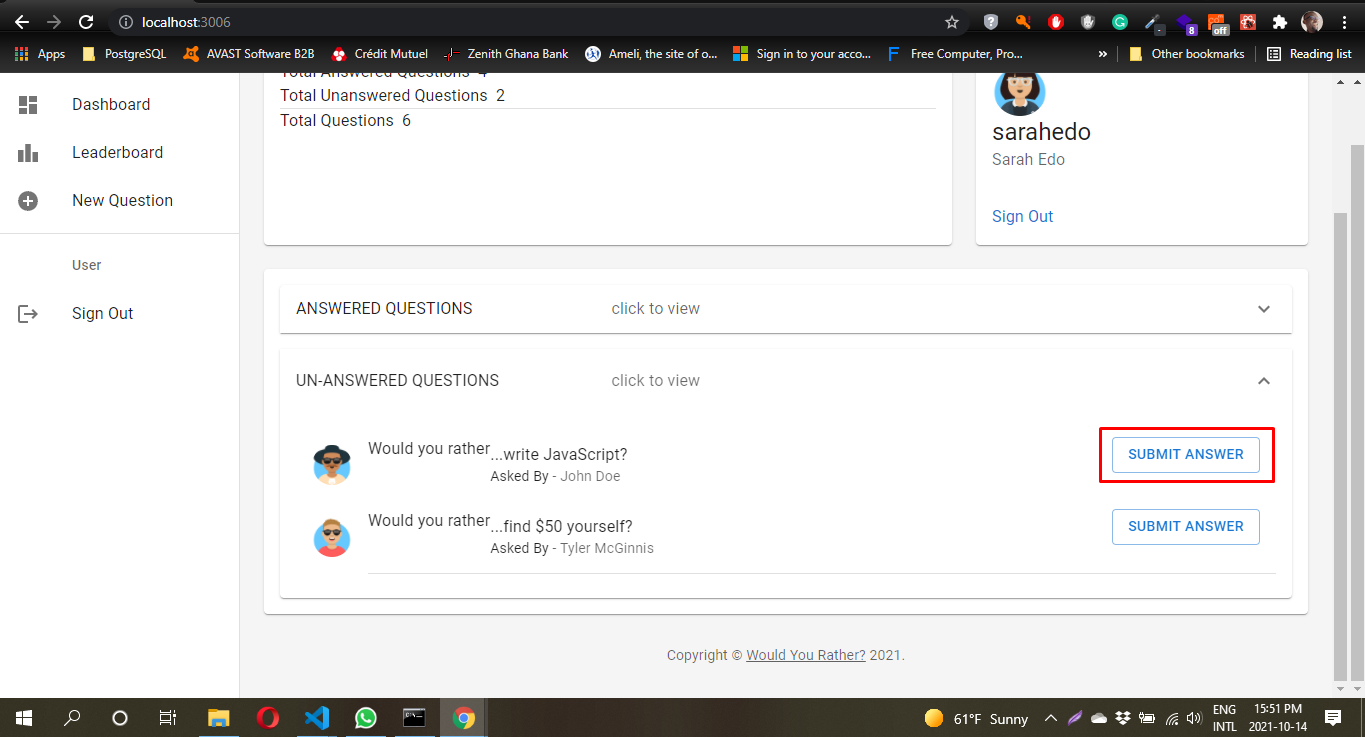 localhost:3006
8
off
Apps PostgreSQL AVAST Software B2B Crédit Mutuel Zenith Ghana Bank Ameli, the site of o... Sign in to your acco... Free Computer, Pro... » Other bookmarks Reading list
Total Answered Questions 4
Total Unanswered Questions 2
Total Questions 6
Dashboard
Leaderboard
New Question
User
Sign Out
sarahedo
Sarah Edo
Sign Out
ANSWERED QUESTIONS click to view
UN-ANSWERED QUESTIONS click to view
Would you rather ...write JavaScript? SUBMIT ANSWER
Asked By - John Doe
Would you rather ...find $50 yourself? SUBMIT ANSWER
Asked By - Tyler McGinnis
Copyright © Would You Rather? 2021.
61°F Sunny
ENG
INTL
15:51 PM
2021-10-14